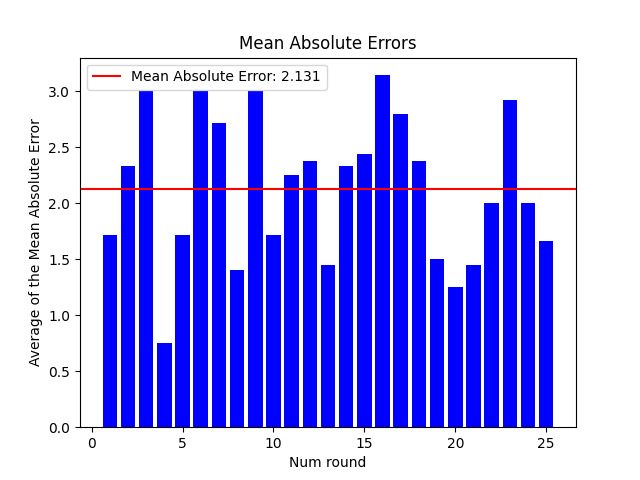 Mean Absolute Errors
Mean Absolute Error: 2.131
Average of the Mean Absolute Error
3.0
2.5
2.0
1.5
1.0
0.5
0.0
0 5 10 15 20 25
Num round